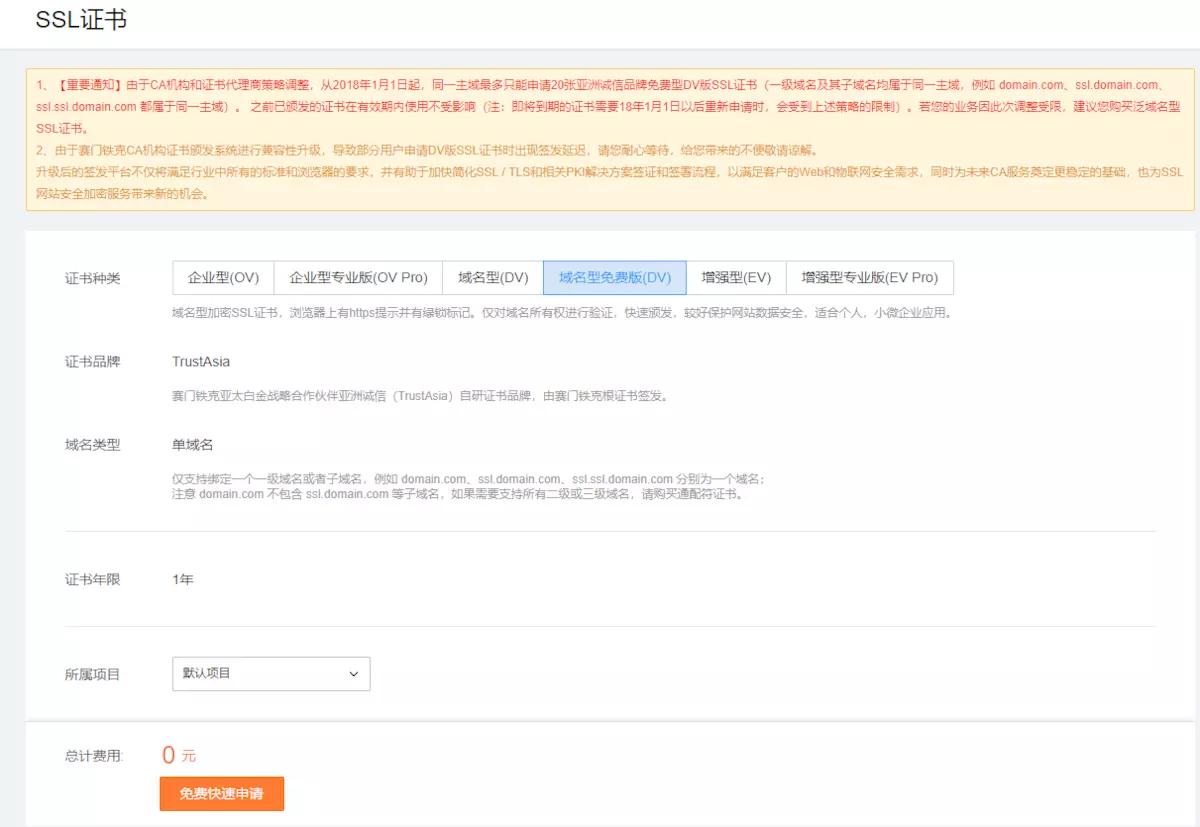 SSL证书
1、【重要通知】由于CA机构和证书代理商策略调整，从2018年1月1日起，同一主域最多只能申请20张亚洲诚信品牌免费型DV版SSL证书（一级域名及其子域名均属于同一主域，例如 domain.com、ssl.domain.com、
ssl.ssl.domain.com 都属于同一主域）。 之前已颁发的证书在有效期内使用不受影响（注：即将到期的证书需要18年1月1日以后重新申请时，会受到上述策略的限制）。若您的业务因此次调整受限，建议您购买泛域名型
SSL证书。
2、由于赛门铁克CA机构证书颁发系统进行兼容性升级，导致部分用户申请DV版SSL证书时出现签发延迟，请您耐心等待，给您带来的不便敬请谅解。
升级后的签发平台不仅将满足行业中所有的标准和浏览器的要求，并有助于加快简化SSL / TLS和相关PKI解决方案签证和签署流程，以满足客户的Web和物联网安全需求，同时为未来CA服务奠定更稳定的基础，也为SSL
网站安全加密服务带来新的机会。
证书种类 企业型(OV) 企业型专业版(OV Pro) 域名型(DV) 域名型免费版(DV) 增强型(EV) 增强型专业版(EV Pro)
域名型加密SSL证书，浏览器上有https提示并有绿锁标记。仅对域名所有权进行验证，快速颁发，较好保护网站数据安全，适合个人，小微企业应用。
证书品牌 TrustAsia
赛门铁克亚太白金战略合作伙伴亚洲诚信（TrustAsia）自研证书品牌，由赛门铁克根证书签发。
域名类型 单域名
仅支持绑定一个一级域名或者子域名，例如 domain.com、ssl.domain.com、ssl.ssl.domain.com 分别为一个域名；
注意 domain.com 不包含 ssl.domain.com 等子域名，如果需要支持所有二级或三级域名，请购买通配符证书。
证书年限 1年
所属项目 默认项目
总计费用: 0 元
免费快速申请